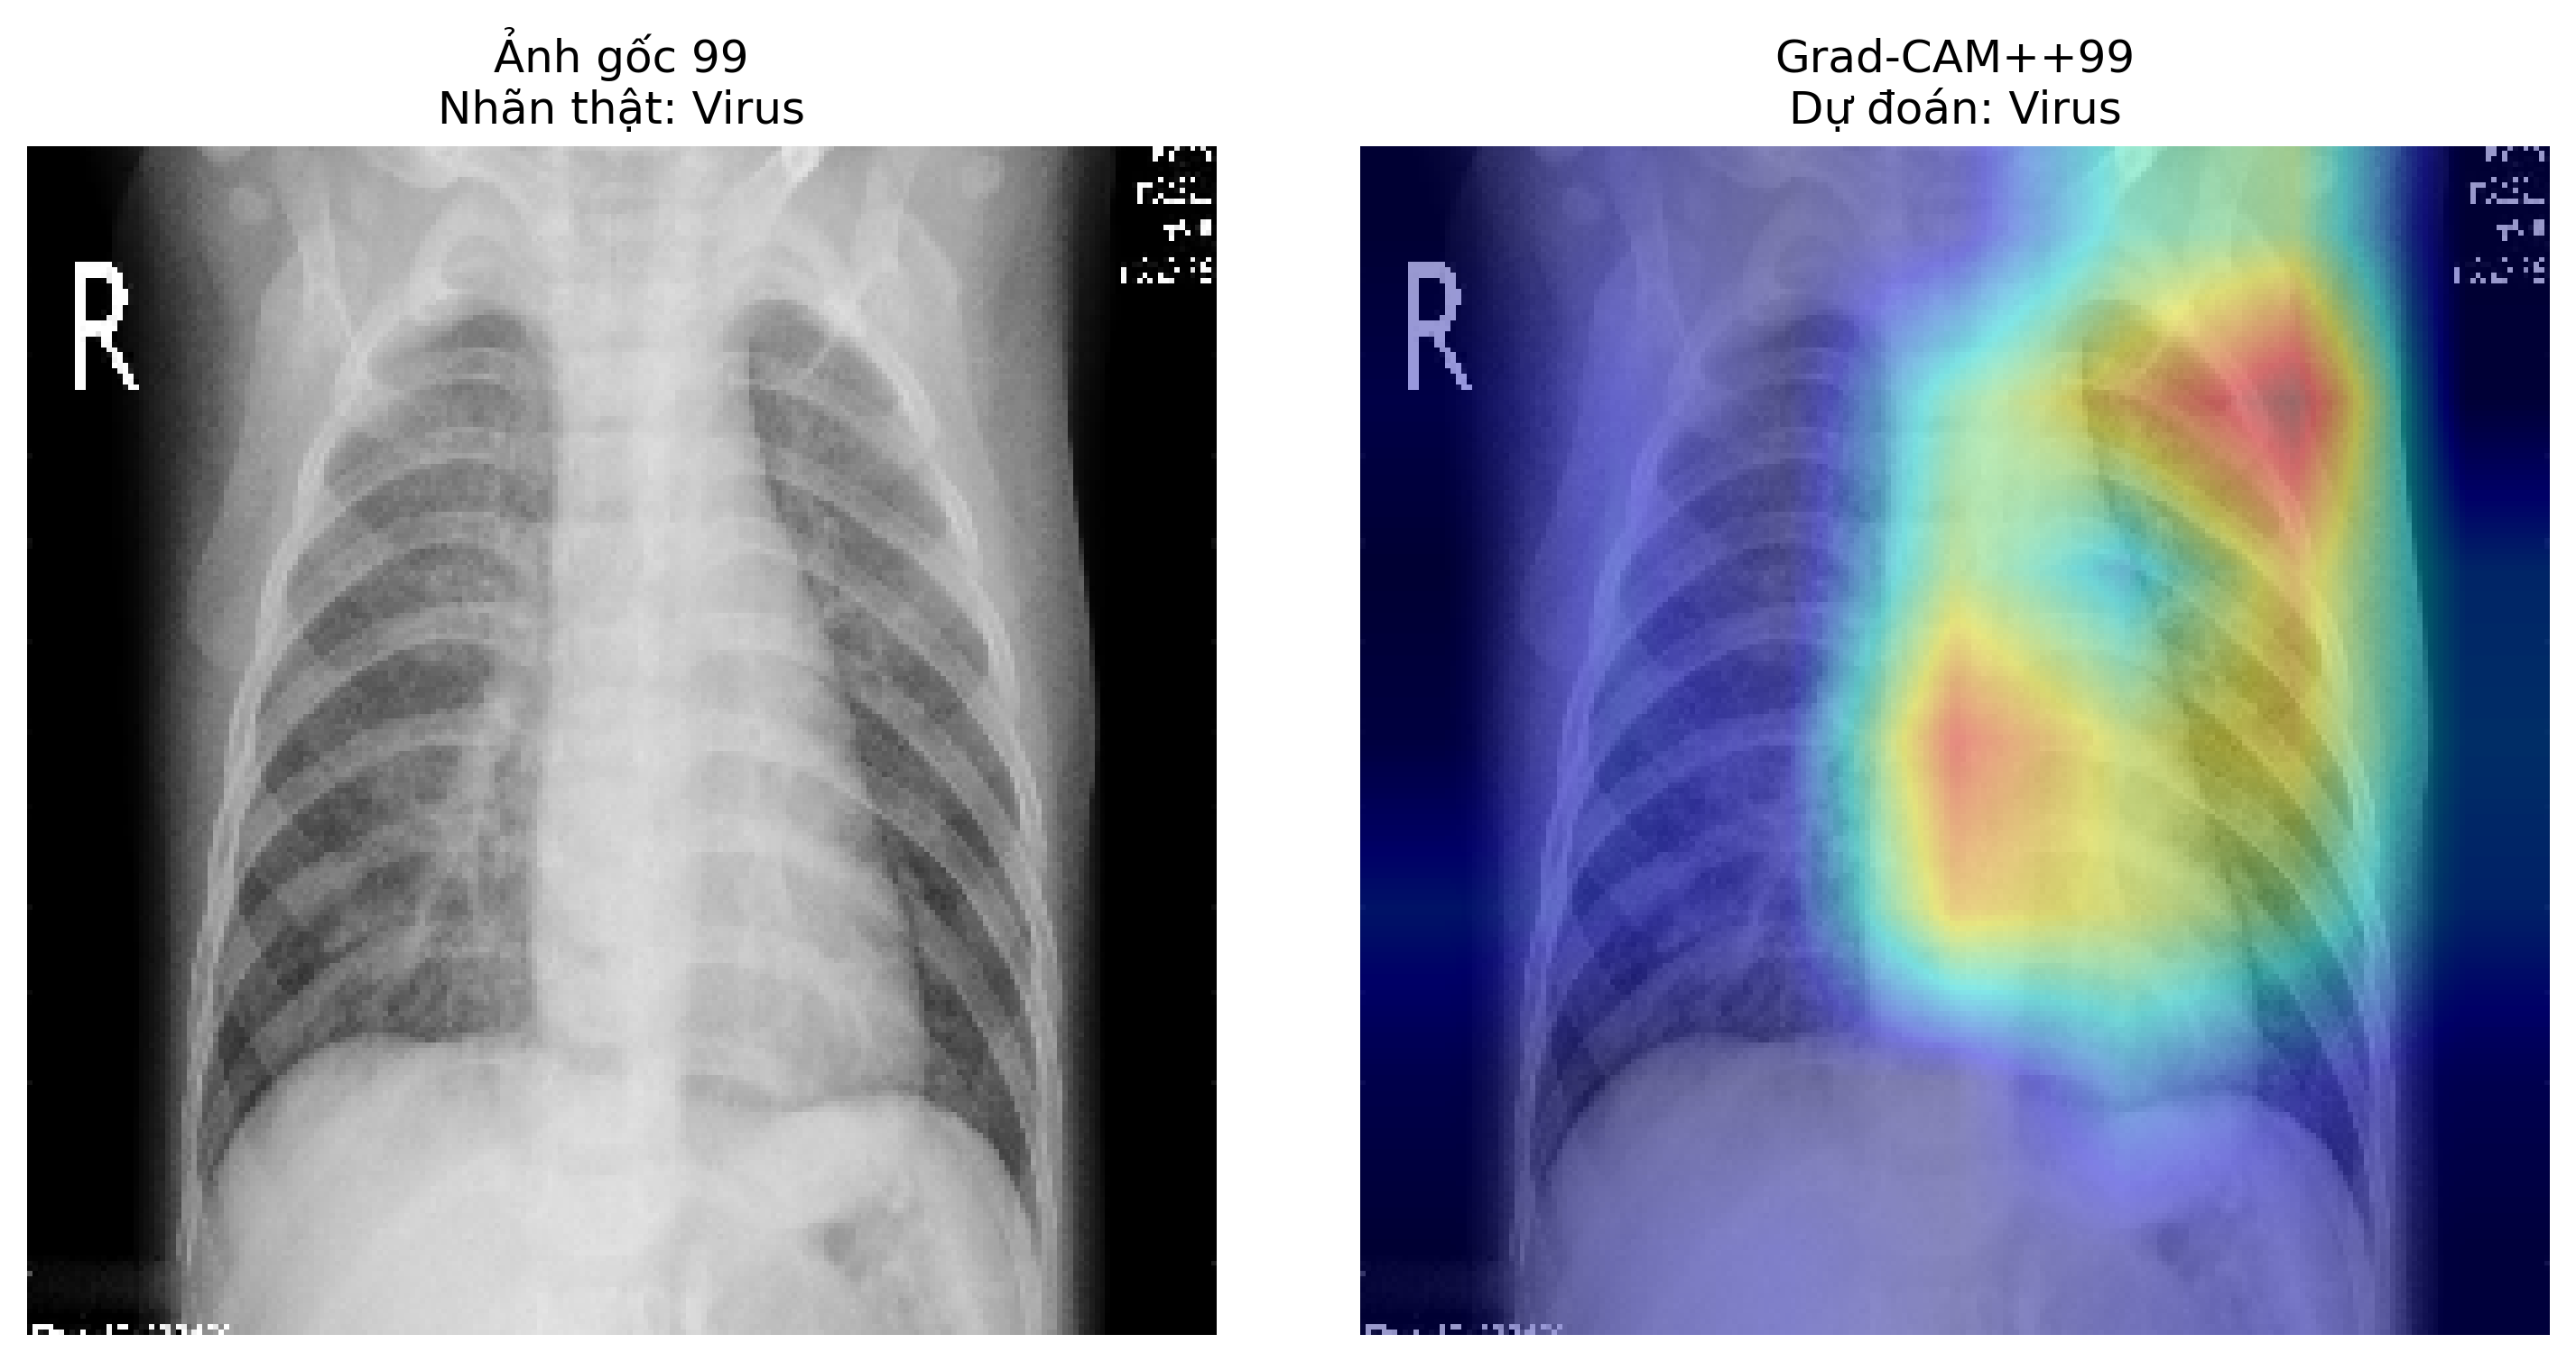 Ảnh gốc 99
Nhãn thật: Virus
R
Grad-CAM++99
Dự đoán: Virus
R